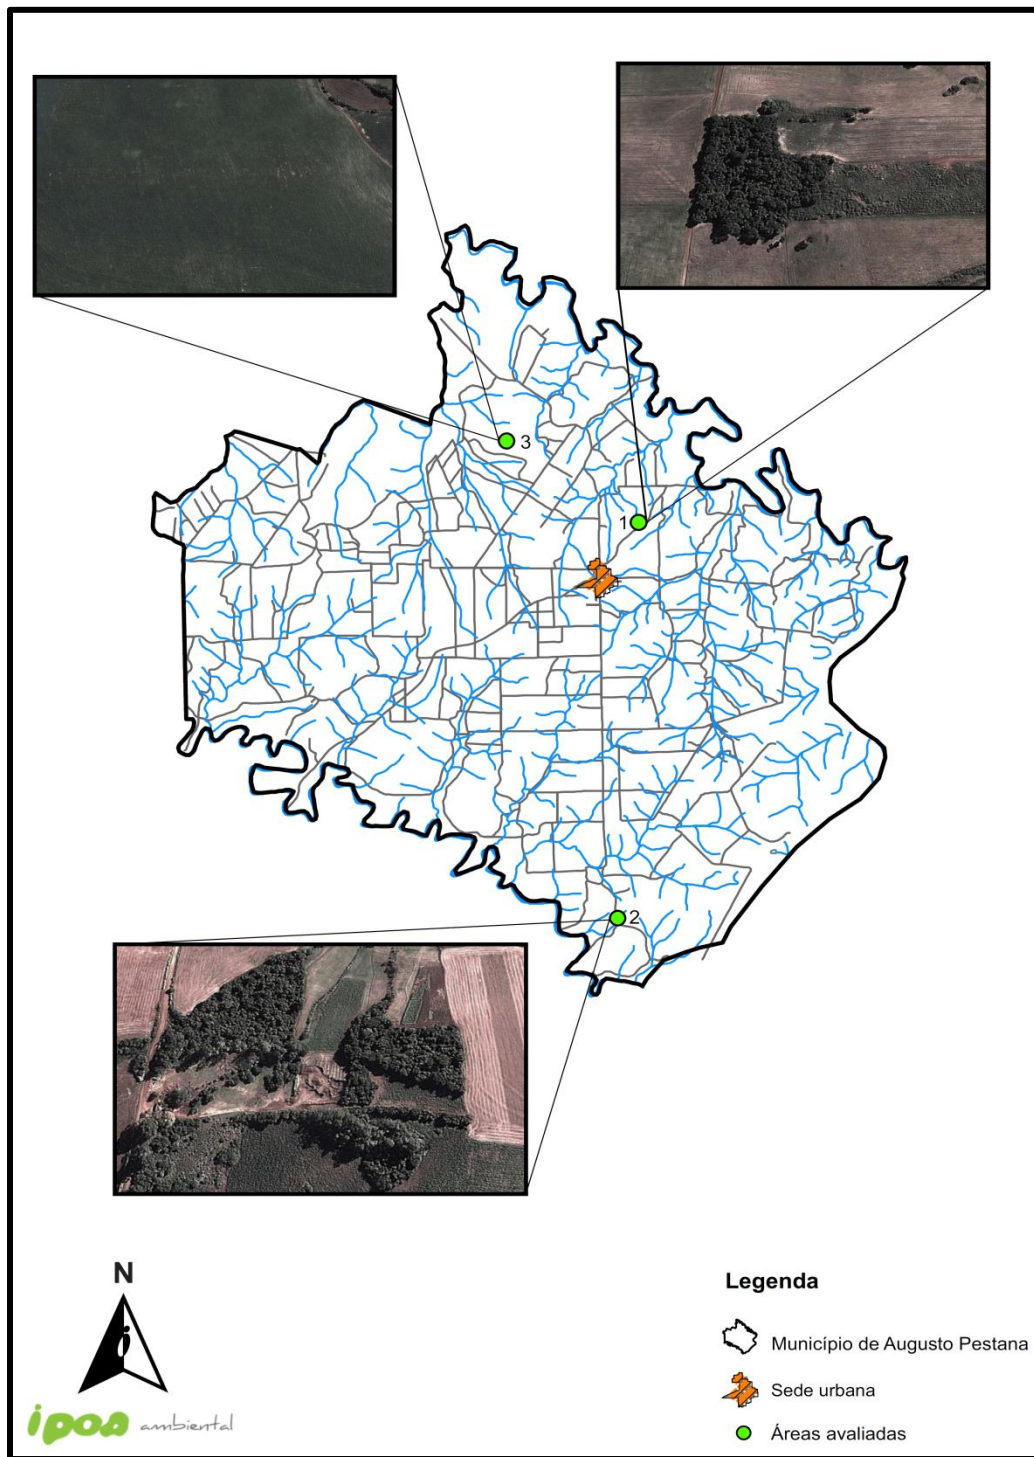 3
1
2
N
Legenda
Município de Augusto Pestana
Sede urbana
Áreas avaliadas
ipoa ambiental